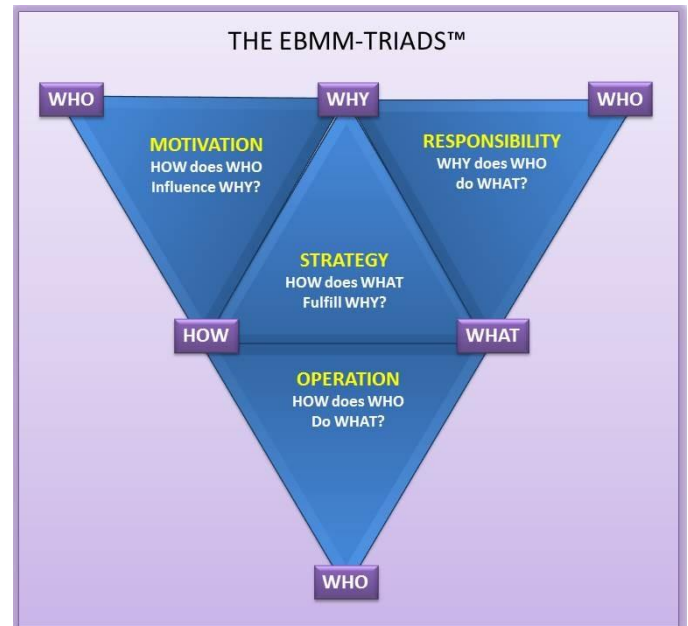 THE EBMM-TRIADS™
WHO
WHY
WHO
MOTIVATION
HOW does WHO
Influence WHY?
RESPONSIBILITY
WHY does WHO
do WHAT?
STRATEGY
HOW does WHAT
Fulfill WHY?
HOW
WHAT
OPERATION
HOW does WHO
Do WHAT?
WHO